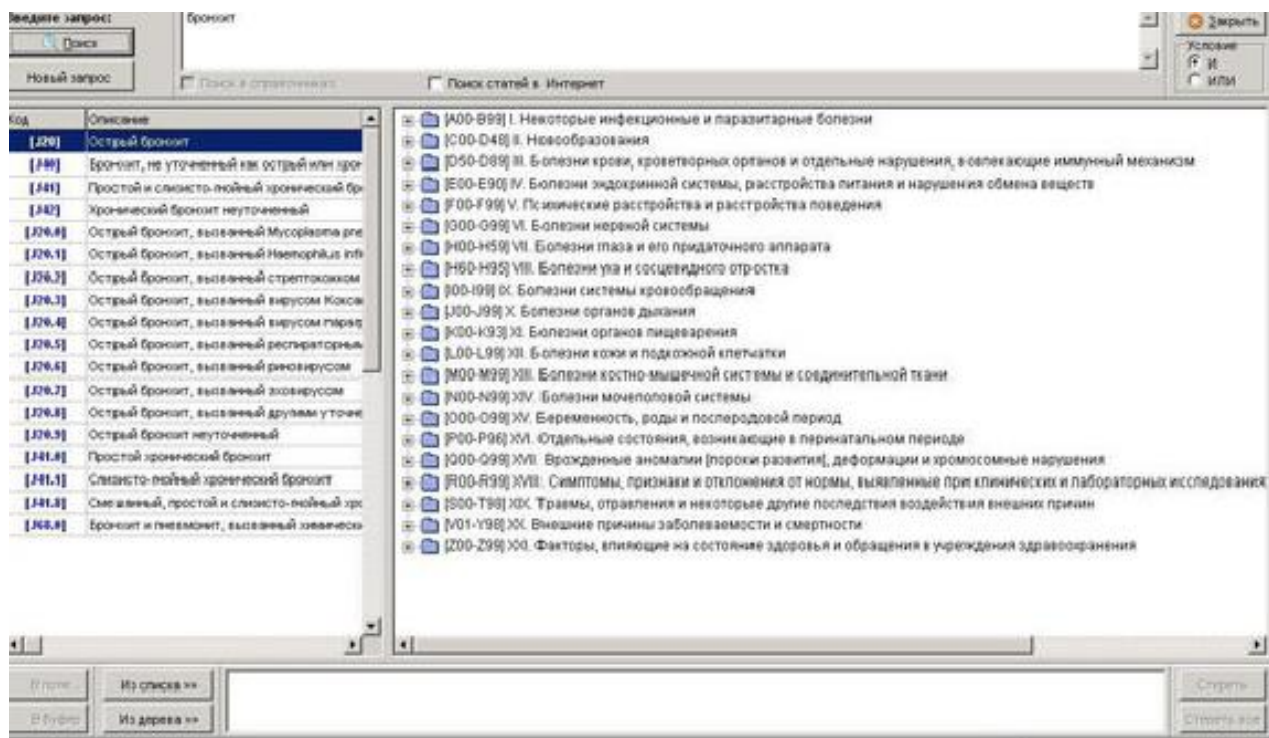 Введите запрос:
бронхит
Поиск
Новый запрос
Поиск в справочниках
Поиск статей в Интернет
Закрыть
Условие
И
ИЛИ
Код Описание
[J20] Острый бронхит
[J40] Бронхит, не уточненный как острый или хрон
[J41] Простой и слизисто-гнойный хронический бр
[J42] Хронический бронхит неуточненный
[J20.0] Острый бронхит, вызванный Mycoplasma pne
[J20.1] Острый бронхит, вызванный Haemophilus infl
[J20.2] Острый бронхит, вызванный стрептококком
[J20.3] Острый бронхит, вызванный вирусом Кокса
[J20.4] Острый бронхит, вызванный вирусом параг
[J20.5] Острый бронхит, вызванный респираторным
[J20.6] Острый бронхит, вызванный риновирусом
[J20.7] Острый бронхит, вызванный эховирусом
[J20.8] Острый бронхит, вызванный другими уточне
[J20.9] Острый бронхит неуточненный
[J41.0] Простой хронический бронхит
[J41.1] Слизисто-гнойный хронический бронхит
[J41.8] Смешанный, простой и слизисто-гнойный хро
[J68.0] Бронхит и пневмонит, вызванный химически
[A00-B99] I. Некоторые инфекционные и паразитарные болезни
[C00-D48] II. Новообразования
[D50-D89] III. Болезни крови, кроветворных органов и отдельные нарушения, вовлекающие иммунный механизм
[E00-E90] IV. Болезни эндокринной системы, расстройства питания и нарушения обмена веществ
[F00-F99] V. Психические расстройства и расстройства поведения
[G00-G99] VI. Болезни нервной системы
[H00-H59] VII. Болезни глаза и его придаточного аппарата
[H60-H95] VIII. Болезни уха и сосцевидного отростка
[I00-I99] IX. Болезни системы кровообращения
[J00-J99] X. Болезни органов дыхания
[K00-K93] XI. Болезни органов пищеварения
[L00-L99] XII. Болезни кожи и подкожной клетчатки
[M00-M99] XIII. Болезни костно-мышечной системы и соединительной ткани
[N00-N99] XIV. Болезни мочеполовой системы
[O00-O99] XV. Беременность, роды и послеродовой период
[P00-P96] XVI. Отдельные состояния, возникающие в перинатальном периоде
[Q00-Q99] XVII. Врожденные аномалии [пороки развития], деформации и хромосомные нарушения
[R00-R99] XVIII. Симптомы, признаки и отклонения от нормы, выявленные при клинических и лабораторных исследования
[S00-T98] XIX. Травмы, отравления и некоторые другие последствия воздействия внешних причин
[V01-Y98] XX. Внешние причины заболеваемости и смертности
[Z00-Z99] XXI. Факторы, влияющие на состояние здоровья и обращения в учреждения здравоохранения
В поле
Из списка >>
Стереть
В буфер
Из дерева >>
Стереть все